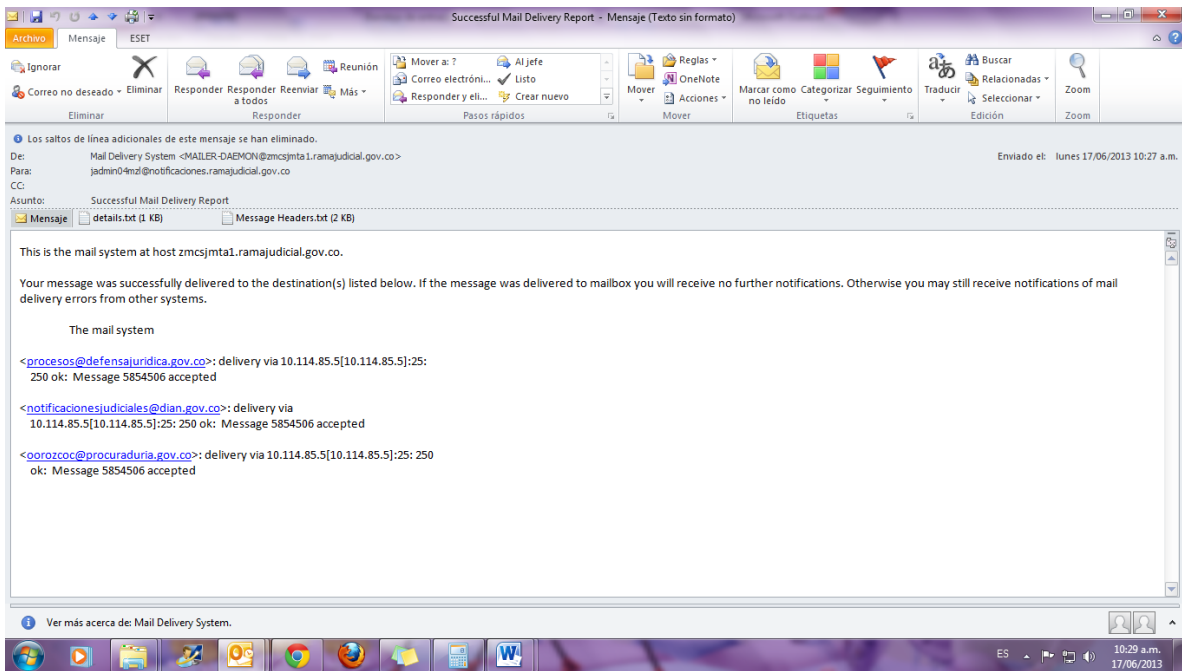 Successful Mail Delivery Report - Mensaje (Texto sin formato)
Archivo Mensaje ESET
Ignorar
Correo no deseado
Eliminar
Responder Responder a todos Reenviar
Reunión
Más
Mover a: ? Al jefe
Correo electróni... Listo
Responder y eli... Crear nuevo
Mover
Reglas
OneNote
Acciones
Marcar como no leído Categorizar Seguimiento
Traducir
Buscar
Relacionadas
Seleccionar
Zoom
Eliminar Responder Pasos rápidos Mover Etiquetas Edición Zoom
Los saltos de línea adicionales de este mensaje se han eliminado.
De: Mail Delivery System <MAILER-DAEMON@zmcsjmta1.ramajudicial.gov.co> Enviado el: lunes 17/06/2013 10:27 a.m.
Para: jadmin04mzl@notificaciones.ramajudicial.gov.co
CC:
Asunto: Successful Mail Delivery Report
Mensaje details.txt (1 KB) Message Headers.txt (2 KB)
This is the mail system at host zmcsjmta1.ramajudicial.gov.co.
Your message was successfully delivered to the destination(s) listed below. If the message was delivered to mailbox you will receive no further notifications. Otherwise you may still receive notifications of mail
delivery errors from other systems.
The mail system
<procesos@defensajuridica.gov.co>: delivery via 10.114.85.5[10.114.85.5]:25:
250 ok: Message 5854506 accepted
<notificacionesjudiciales@dian.gov.co>: delivery via
10.114.85.5[10.114.85.5]:25: 250 ok: Message 5854506 accepted
<oorozcoc@procuraduria.gov.co>: delivery via 10.114.85.5[10.114.85.5]:25: 250
ok: Message 5854506 accepted
Ver más acerca de: Mail Delivery System.
ES 10:29 a.m.
17/06/2013